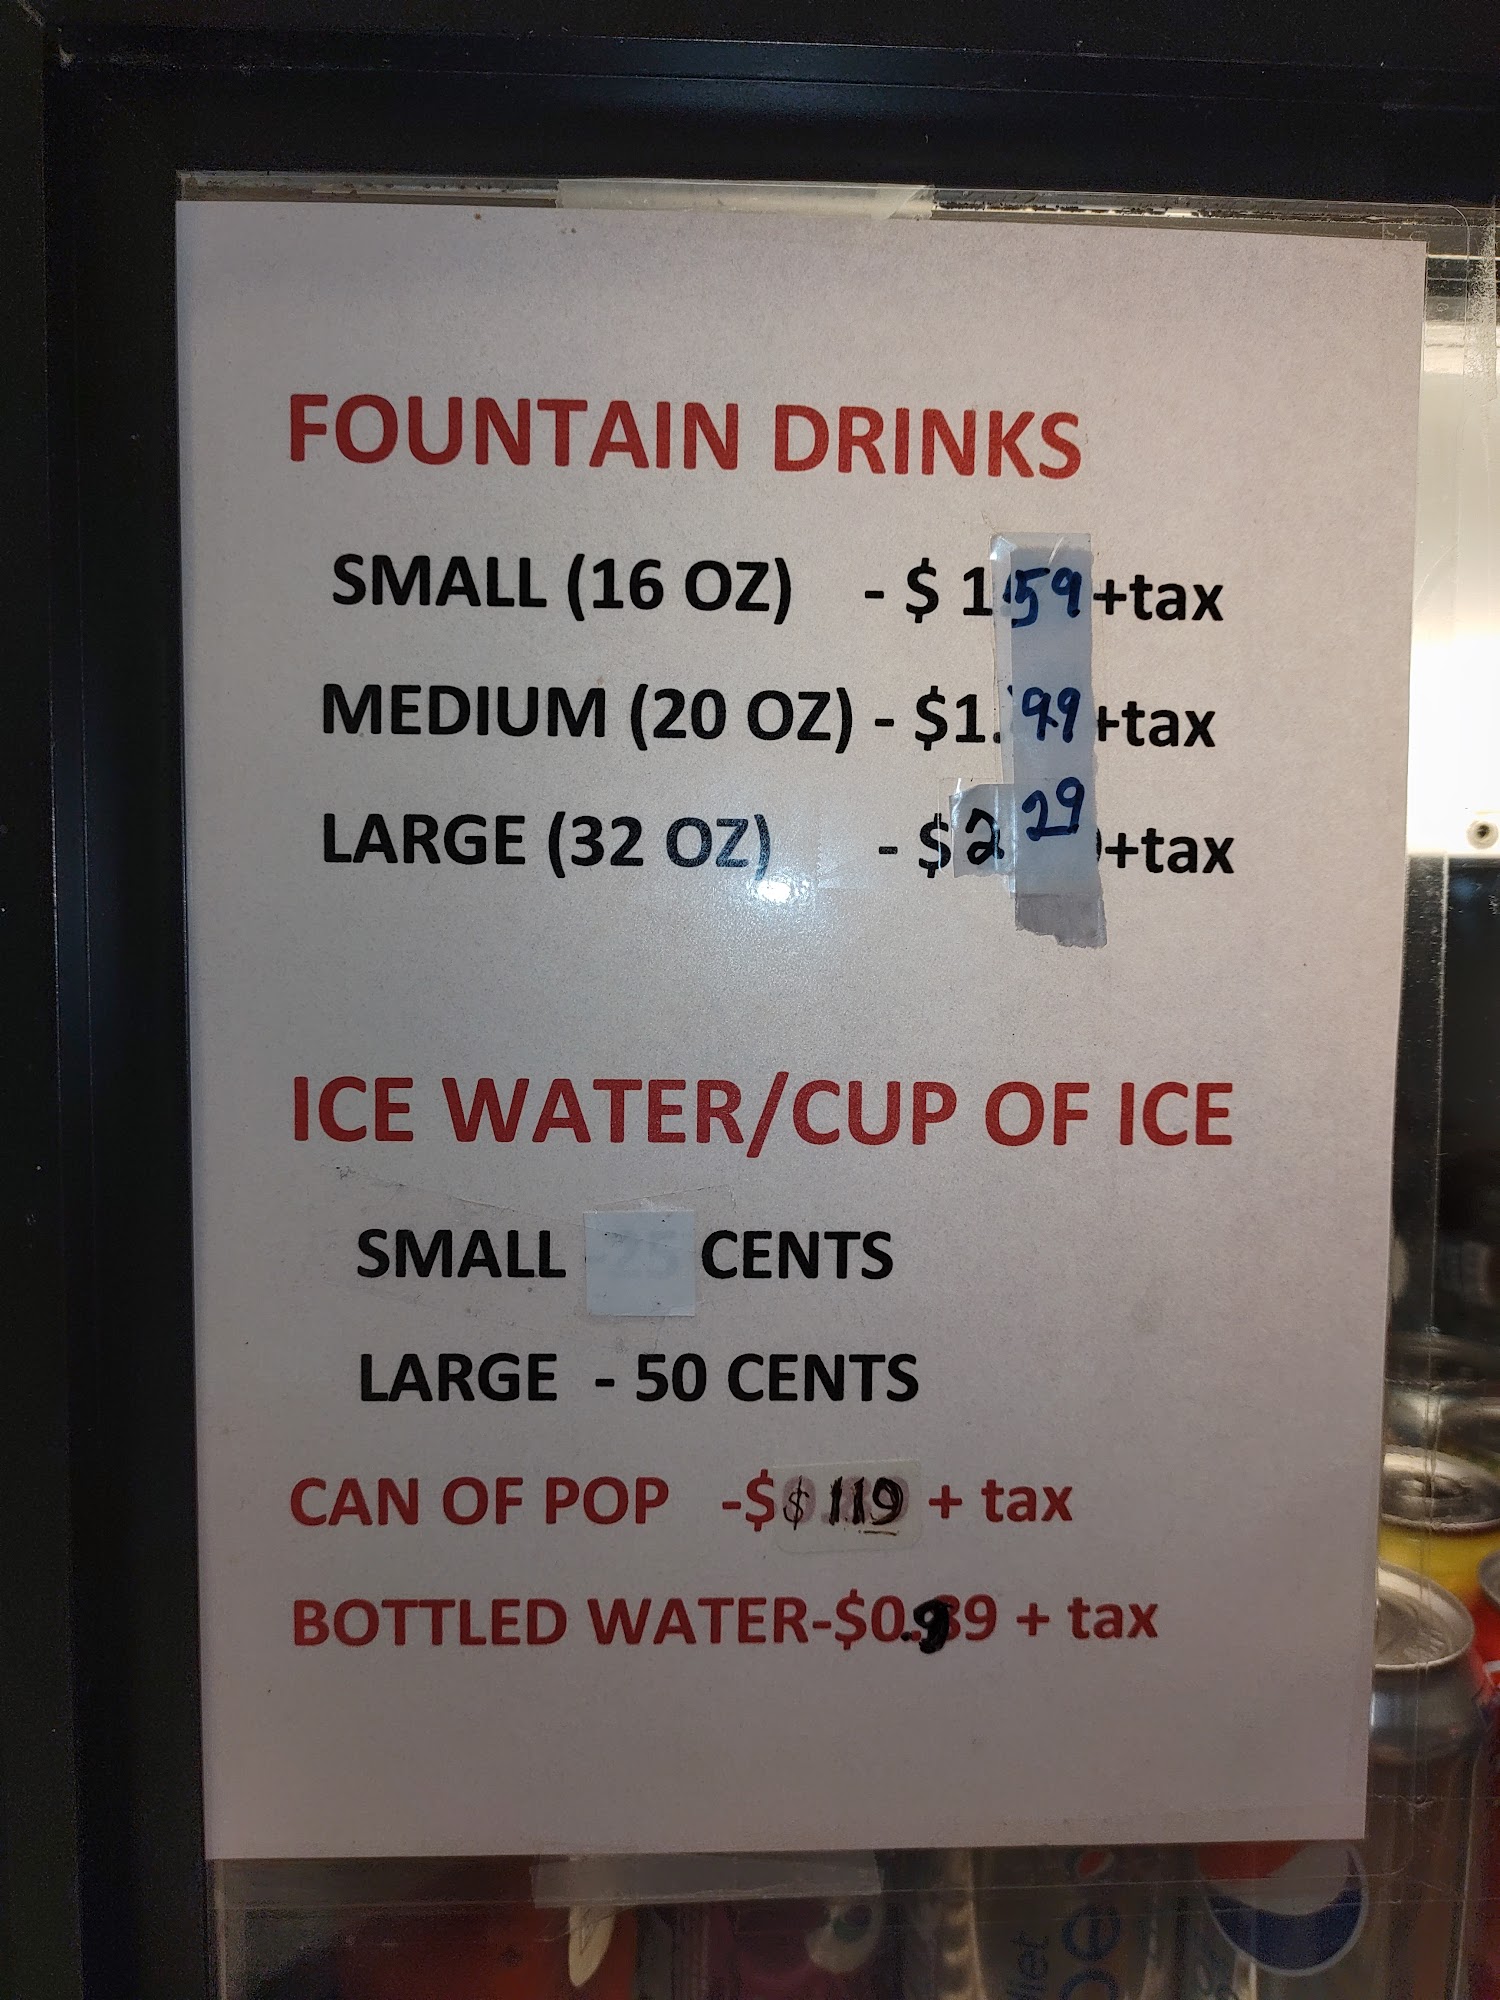 FOUNTAIN DRINKS
SMALL (16 OZ) - $ 1.59 +tax
MEDIUM (20 OZ) - $1.99 +tax
LARGE (32 OZ) - $ 2 29 +tax
ICE WATER/CUP OF ICE
SMALL -25 CENTS
LARGE - 50 CENTS
CAN OF POP -$ $ 1.19 + tax
BOTTLED WATER-$0.99 + tax